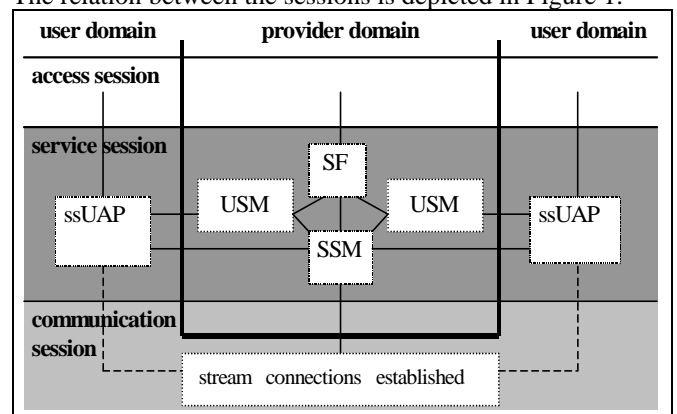 The relation between the sessions is depicted in Figure 1.
user domain provider domain user domain
access session
service session
SF
USM USM
ssUAP ssUAP
SSM
communication
session
stream connections established